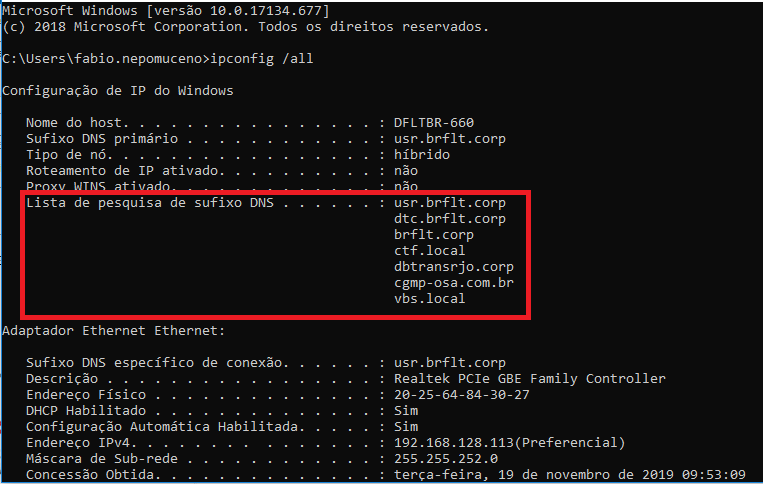 Microsoft Windows [versão 10.0.17134.677]
(c) 2018 Microsoft Corporation. Todos os direitos reservados.
C:\Users\fabio.nepomuceno>ipconfig /all
Configuração de IP do Windows
Nome do host. . . . . . . . . . . . . . . . : DFLTBR-660
Sufixo DNS primário . . . . . . . . . . . . : usr.brflt.corp
Tipo de nó. . . . . . . . . . . . . . . . . : híbrido
Roteamento de IP ativado. . . . . . . . . . : não
Proxy WINS ativado. . . . . . . . . . . . . : não
Lista de pesquisa de sufixo DNS . . . . . . : usr.brflt.corp
dtc.brflt.corp
brflt.corp
ctf.local
dbtransrjo.corp
cgmp-osa.com.br
vbs.local
Adaptador Ethernet Ethernet:
Sufixo DNS específico de conexão. . . . . . : usr.brflt.corp
Descrição . . . . . . . . . . . . . . . . . : Realtek PCIe GBE Family Controller
Endereço Físico . . . . . . . . . . . . . . : 20-25-64-84-30-27
DHCP Habilitado . . . . . . . . . . . . . . : Sim
Configuração Automática Habilitada. . . . . : Sim
Endereço IPv4. . . . . . . . . . . . . . . : 192.168.128.113(Preferencial)
Máscara de Sub-rede . . . . . . . . . . . . : 255.255.252.0
Concessão Obtida. . . . . . . . . . . . . . : terça-feira, 19 de novembro de 2019 09:53:09